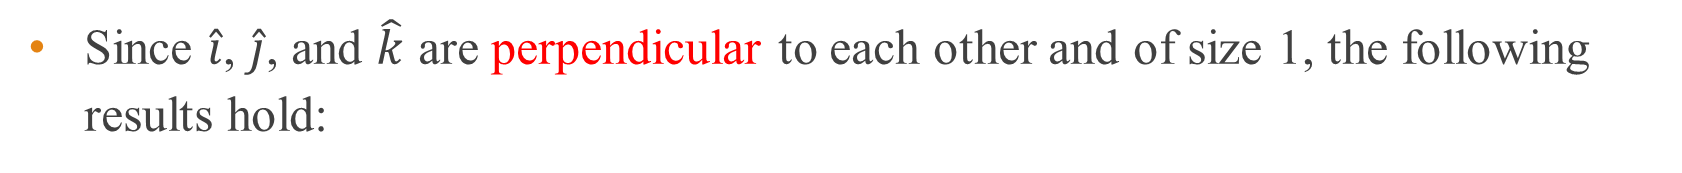 • Since î, ĵ, and k̂ are perpendicular to each other and of size 1, the following
results hold: